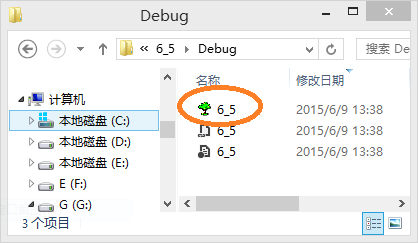 Debug
« 6_5 › Debug
搜索 De
名称
修改日期
计算机
本地磁盘 (C:)
本地磁盘 (D:)
本地磁盘 (E:)
E (F:)
G (G:)
6_5
2015/6/9 13:38
6_5
2015/6/9 13:38
6_5
2015/6/9 13:38
3 个项目